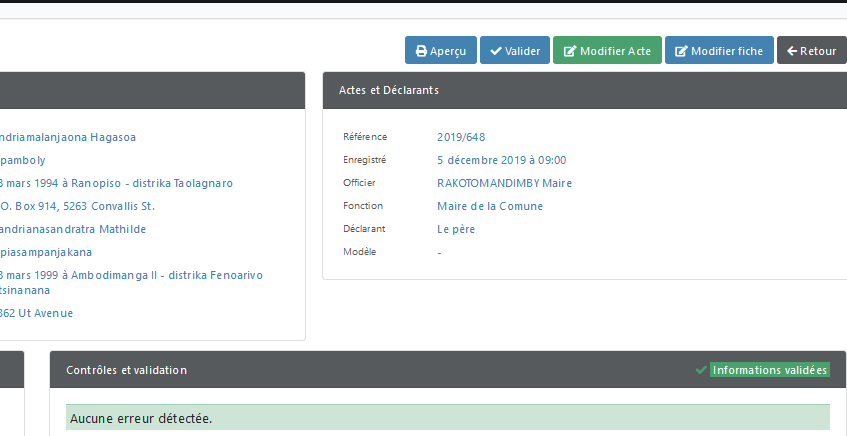 Aperçu Valider Modifier Acte Modifier fiche Retour
Actes et Déclarants
ndriamalanjaona Hagasoa
pamboly
3 mars 1994 à Ranopiso - distrika Taolagnaro
.O. Box 914, 5263 Convallis St.
andrianasandratra Mathilde
piasampanjakana
3 mars 1999 à Ambodimanga II - distrika Fenoarivo
tsinanana
362 Ut Avenue
Référence 2019/648
Enregistré 5 décembre 2019 à 09:00
Officier RAKOTOMANDIMBY Maire
Fonction Maire de la Comune
Déclarant Le père
Modèle -
Contrôles et validation Informations validées
Aucune erreur détectée.